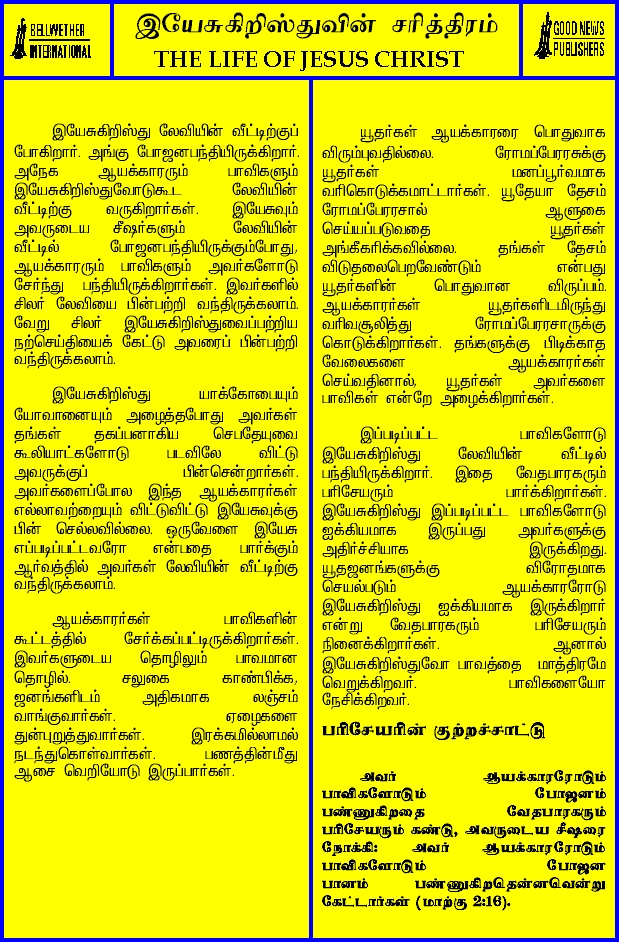 BELLWETHER
INTERNATIONAL
இயேசுகிறிஸ்துவின் சரித்திரம்
THE LIFE OF JESUS CHRIST
GOOD NEWS
PUBLISHERS
இயேசுகிறிஸ்து லேவியின் வீட்டிற்குப்
போகிறார். அங்கு போஜனபந்தியிருக்கிறார்.
அநேக ஆயக்காரரும் பாவிகளும்
இயேசுகிறிஸ்துவோடுகூட லேவியின்
வீட்டிற்கு வருகிறார்கள். இயேசுவும்
அவருடைய சீஷர்களும் லேவியின்
வீட்டில் போஜனபந்தியிருக்கும்போது,
ஆயக்காரரும் பாவிகளும் அவர்களோடு
சேர்ந்து பந்தியிருக்கிறார்கள். இவர்களில்
சிலர் லேவியை பின்பற்றி வந்திருக்கலாம்.
வேறு சிலர் இயேசுகிறிஸ்துவைப்பற்றிய
நற்செய்தியைக் கேட்டு அவரைப் பின்பற்றி
வந்திருக்கலாம்.
இயேசுகிறிஸ்து யாக்கோபையும்
யோவானையும் அழைத்தபோது அவர்கள்
தங்கள் தகப்பனாகிய செபதேயுவை
கூலியாட்களோடு படவிலே விட்டு
அவருக்குப் பின்சென்றார்கள்.
அவர்களைப்போல இந்த ஆயக்காரர்கள்
எல்லாவற்றையும் விட்டுவிட்டு இயேசுவுக்கு
பின் செல்லவில்லை. ஒருவேளை இயேசு
எப்படிப்பட்டவரோ என்பதை பார்க்கும்
ஆர்வத்தில் அவர்கள் லேவியின் வீட்டிற்கு
வந்திருக்கலாம்.
ஆயக்காரர்கள் பாவிகளின்
கூட்டத்தில் சேர்க்கப்பட்டிருக்கிறார்கள்.
இவர்களுடைய தொழிலும் பாவமான
தொழில். சலுகை காண்பிக்க,
ஜனங்களிடம் அதிகமாக லஞ்சம்
வாங்குவார்கள். ஏழைகளை
துன்புறுத்துவார்கள். இரக்கமில்லாமல்
நடந்துகொள்வார்கள். பணத்தின்மீது
ஆசை வெறியோடு இருப்பார்கள்.
யூதர்கள் ஆயக்காரரை பொதுவாக
விரும்புவதில்லை. ரோமப்பேரரசுக்கு
யூதர்கள் மனப்பூர்வமாக
வரிகொடுக்கமாட்டார்கள். யூதேயா தேசம்
ரோமப்பேரரசால் ஆளுகை
செய்யப்படுவதை யூதர்கள்
அங்கீகரிக்கவில்லை. தங்கள் தேசம்
விடுதலைபெறவேண்டும் என்பது
யூதர்களின் பொதுவான விருப்பம்.
ஆயக்காரர்கள் யூதர்களிடமிருந்து
வரிவசூலித்து ரோமப்பேரரசாருக்கு
கொடுக்கிறார்கள். தங்களுக்கு பிடிக்காத
வேலைகளை ஆயக்காரர்கள்
செய்வதினால், யூதர்கள் அவர்களை
பாவிகள் என்றே அழைக்கிறார்கள்.
இப்படிப்பட்ட பாவிகளோடு
இயேசுகிறிஸ்து லேவியின் வீட்டில்
பந்தியிருக்கிறார். இதை வேதபாரகரும்
பரிசேயரும் பார்க்கிறார்கள்.
இயேசுகிறிஸ்து இப்படிப்பட்ட பாவிகளோடு
ஐக்கியமாக இருப்பது அவர்களுக்கு
அதிர்ச்சியாக இருக்கிறது.
யூதஜனங்களுக்கு விரோதமாக
செயல்படும் ஆயக்காரரோடு
இயேசுகிறிஸ்து ஐக்கியமாக இருக்கிறார்
என்று வேதபாரகரும் பரிசேயரும்
நினைக்கிறார்கள். ஆனால்
இயேசுகிறிஸ்துவோ பாவத்தை மாத்திரமே
வெறுக்கிறவர். பாவிகளையோ
நேசிக்கிறவர்.
பரிசேயரின் குற்றச்சாட்டு
அவர் ஆயக்காரரோடும்
பாவிகளோடும் போஜனம்
பண்ணுகிறதை வேதபாரகரும்
பரிசேயரும் கண்டு, அவருடைய சீஷரை
நோக்கி: அவர் ஆயக்காரரோடும்
பாவிகளோடும் போஜன
பானம் பண்ணுகிறதென்னவென்று
கேட்டார்கள் (மாற்கு 2:16).